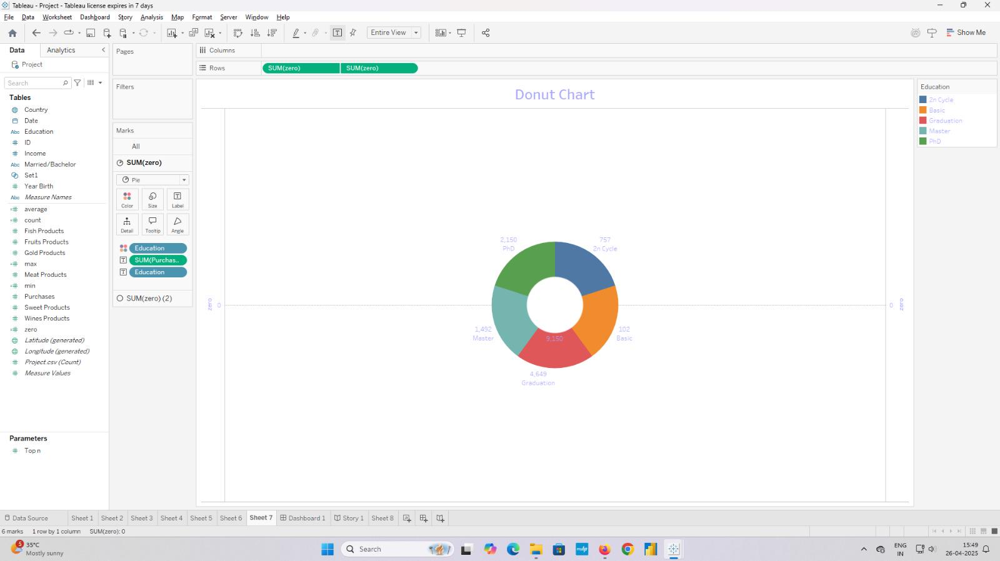 Tableau - Project - Tableau license expires in 7 days
File Data Worksheet Dashboard Story Analysis Map Format Server Window Help
Entire View
Show Me
Data Analytics
Project
Search
Tables
Country
Date
Abc Education
ID
Income
Abc Married/Bachelor
Set1
Year Birth
Abc Measure Names
average
count
Fish Products
Fruits Products
Gold Products
max
Meat Products
min
Purchases
Sweet Products
Wines Products
zero
Latitude (generated)
Longitude (generated)
Project.csv (Count)
Measure Values
Parameters
Top n
Pages
Filters
Marks
All
SUM(zero)
Pie
Color Size Label
Detail Tooltip Angle
Education
SUM(Purchas..
Education
SUM(zero) (2)
Columns
Rows SUM(zero) SUM(zero)
Donut Chart
2,150
PhD
757
2n Cycle
zero 0
0 zero
1,492
Master
9,150
102
Basic
4,649
Graduation
Education
2n Cycle
Basic
Graduation
Master
PhD
Data Source Sheet 1 Sheet 2 Sheet 3 Sheet 4 Sheet 5 Sheet 6 Sheet 7 Dashboard 1 Story 1 Sheet 8
6 marks 1 row by 1 column SUM(zero): 0
5
35°C
Mostly sunny
Search
myhp
ENG
IN
15:49
26-04-2025